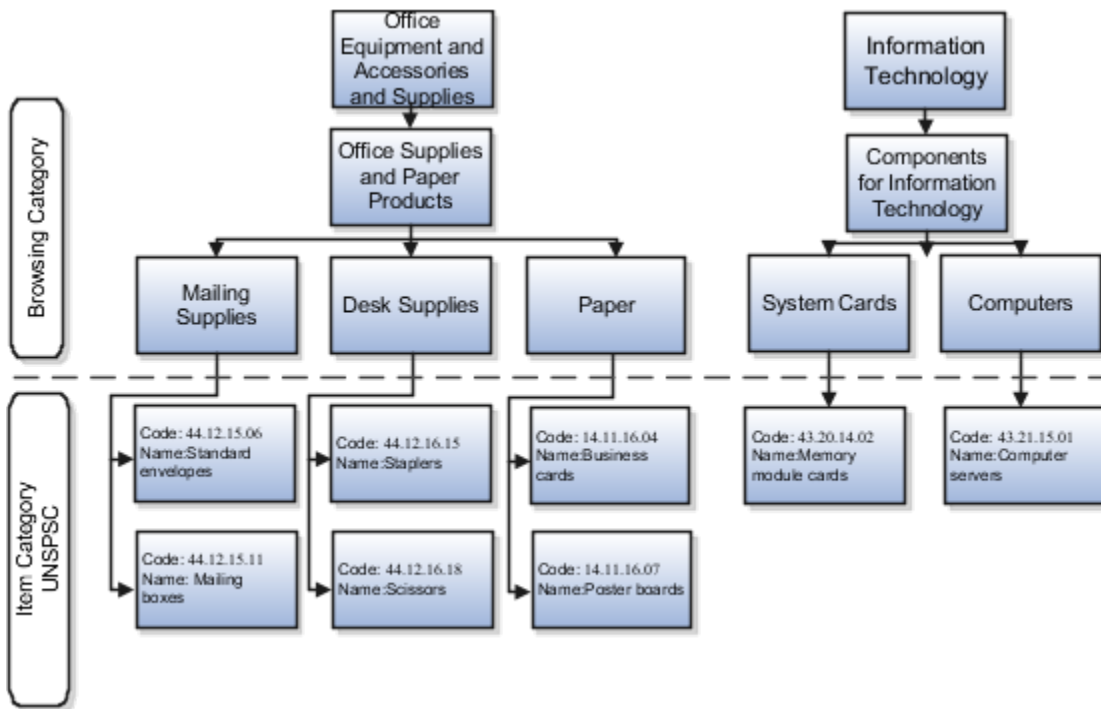 Office
Equipment and
Accessories
and Supplies
Information
Technology
Browsing Category
Office Supplies
and Paper
Products
Components
for Information
Technology
Mailing
Supplies
Desk Supplies
Paper
System Cards
Computers
Item Category
UNSPSC
Code: 44.12.15.06
Name:Standard
envelopes
Code: 44.12.16.15
Name:Staplers
Code: 14.11.16.04
Name:Business
cards
Code: 43.20.14.02
Name:Memory
module cards
Code: 43.21.15.01
Name: Computer
servers
Code: 44.12.15.11
Name: Mailing
boxes
Code: 44.12.16.18
Name:Scissors
Code: 14.11.16.07
Name:Poster boards